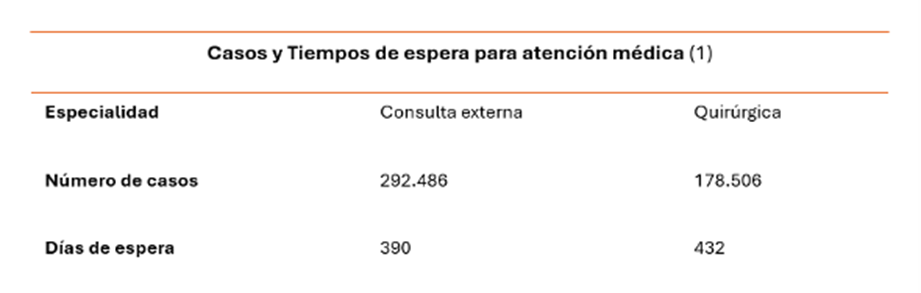 Casos y Tiempos de espera para atención médica (1)
Especialidad Consulta externa Quirúrgica
Número de casos 292.486 178.506
Días de espera 390 432